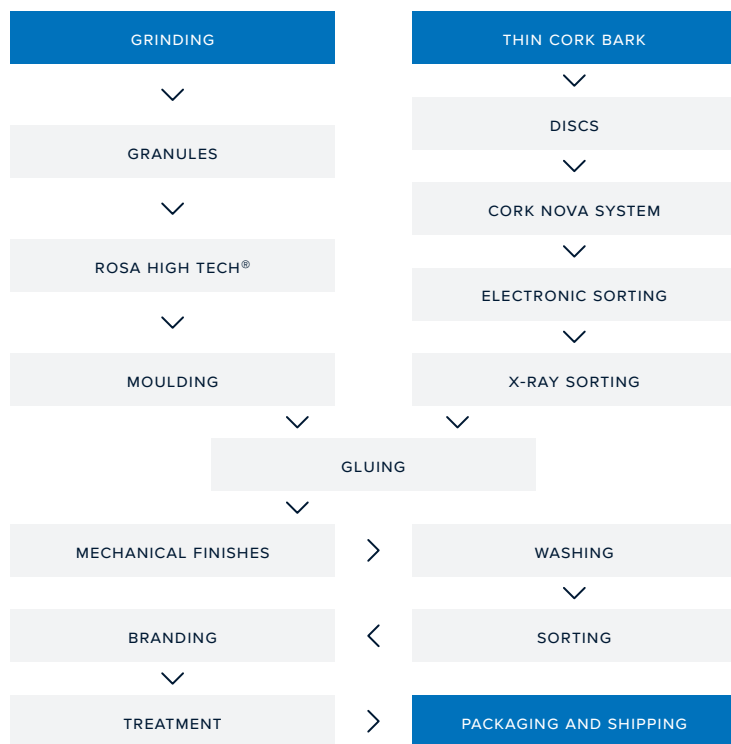 GRINDING
THIN CORK BARK
DISCS
GRANULES
CORK NOVA SYSTEM
ROSA HIGH TECH®
ELECTRONIC SORTING
MOULDING
X-RAY SORTING
GLUING
MECHANICAL FINISHES
WASHING
BRANDING
SORTING
TREATMENT
PACKAGING AND SHIPPING